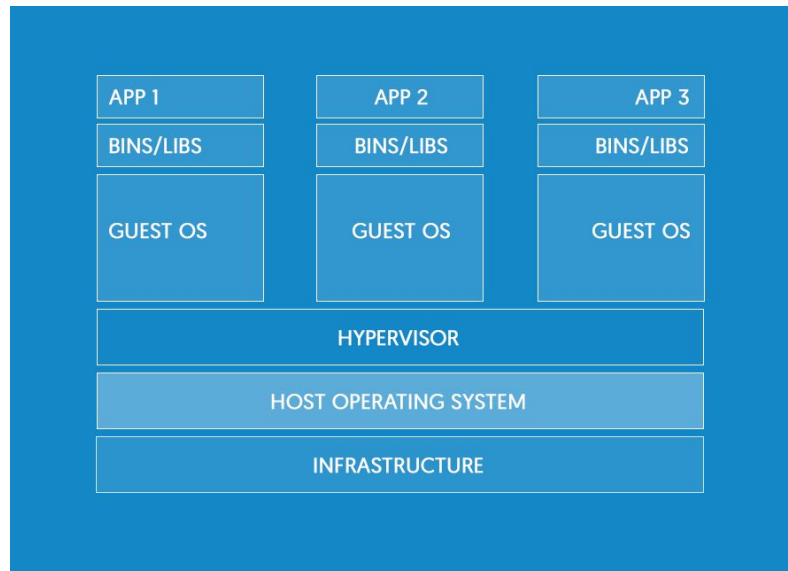 APP 1
APP 2
APP 3
BINS/LIBS
BINS/LIBS
BINS/LIBS
GUEST OS
GUEST OS
GUEST OS
HYPERVISOR
HOST OPERATING SYSTEM
INFRASTRUCTURE